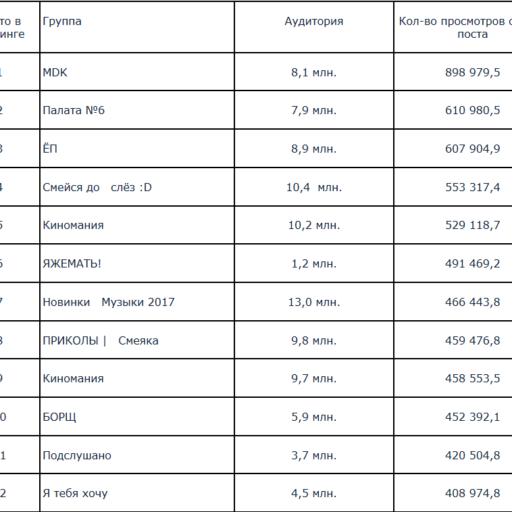 то в Группа Аудитория Кол-во просмотров
инге поста
1 MDK 8,1 млн. 898 979,5
2 Палата №6 7,9 млн. 610 980,5
3 ЁП 8,9 млн. 607 904,9
4 Смейся до слёз :D 10,4 млн. 553 317,4
5 Киномания 10,2 млн. 529 118,7
6 ЯЖЕМАТЬ! 1,2 млн. 491 469,2
7 Новинки Музыки 2017 13,0 млн. 466 443,8
8 ПРИКОЛЫ | Смеяка 9,8 млн. 459 476,8
9 Киномания 9,7 млн. 458 553,5
0 БОРЩ 5,9 млн. 452 392,1
1 Подслушано 3,7 млн. 420 504,8
2 Я тебя хочу 4,5 млн. 408 974,8